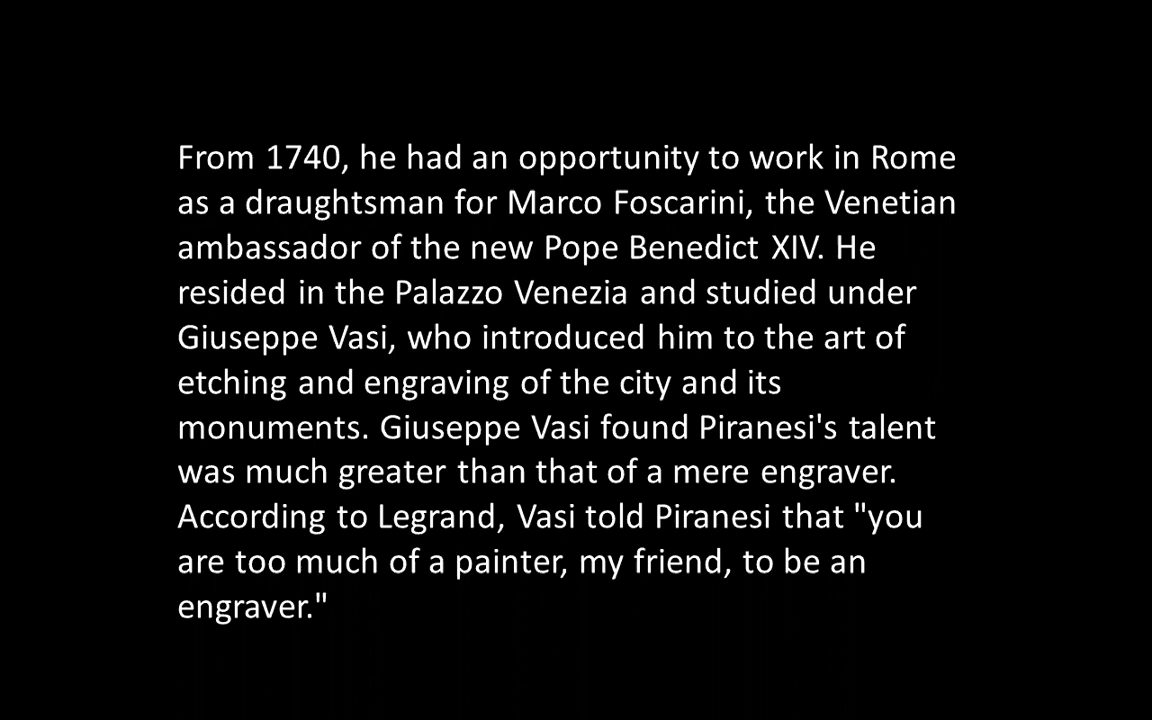 From 1740, he had an opportunity to work in Rome
as a draughtsman for Marco Foscarini, the Venetian
ambassador of the new Pope Benedict XIV. He
resided in the Palazzo Venezia and studied under
Giuseppe Vasi, who introduced him to the art of
etching and engraving of the city and its
monuments. Giuseppe Vasi found Piranesi's talent
was much greater than that of a mere engraver.
According to Legrand, Vasi told Piranesi that "you
are too much of a painter, my friend, to be an
engraver."